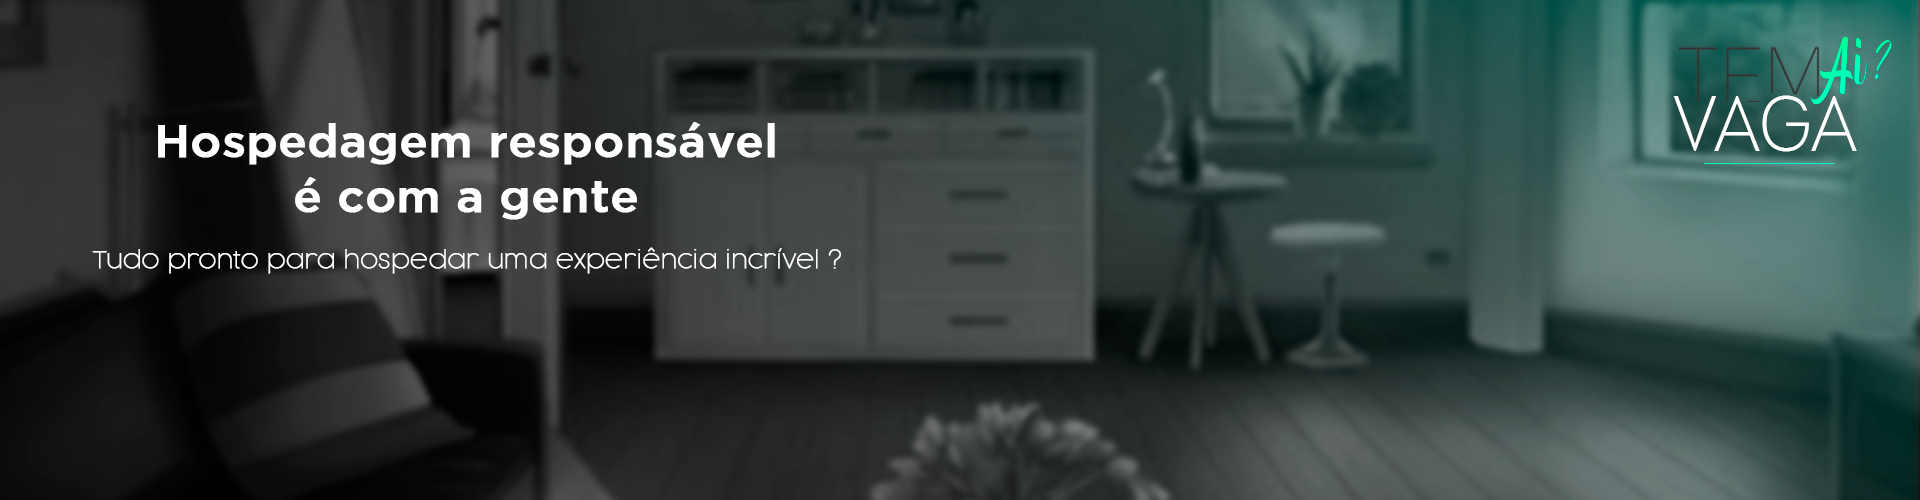 Hospedagem responsável
é com a gente
Tudo pronto para hospedar uma experiência incrível ?
TEM Ai ?
VAGA